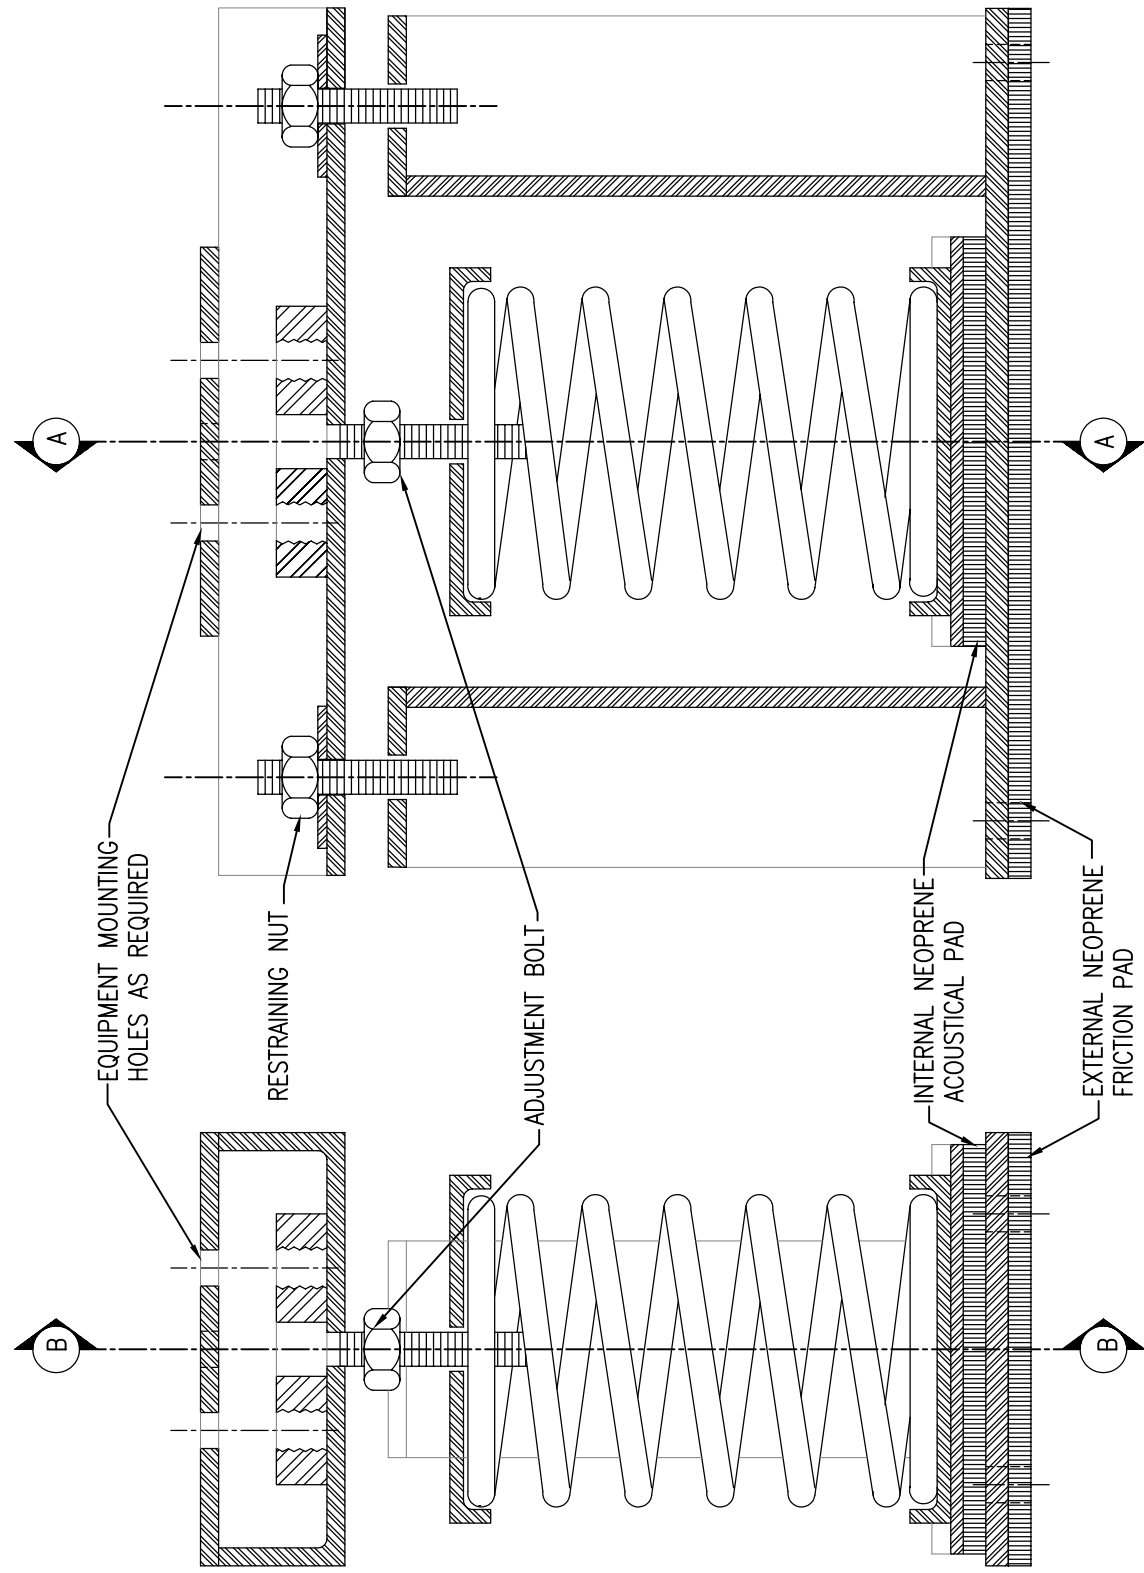 EQUIPMENT MOUNTING
HOLES AS REQUIRED
RESTRAINING NUT
ADJUSTMENT BOLT
INTERNAL NEOPRENE
ACOUSTICAL PAD
EXTERNAL NEOPRENE
FRICTION PAD
A
A
B
B